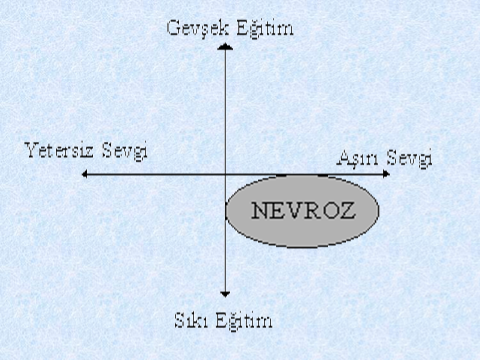 Gevşek Eğitim
Yetersiz Sevgi
Aşırı Sevgi
NEVROZ
Sıkı Eğitim